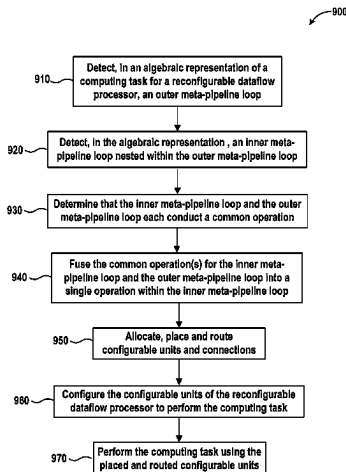 900
Detect, in an algebraic representation of a
computing task for a reconfigurable dataflow
processor, an outer meta-pipeline loop
910
Detect, in the algebraic representation , an inner meta-
pipeline loop nested within the outer meta-pipeline loop
920
Determine that the inner meta-pipeline loop and the outer
meta-pipeline loop each conduct a common operation
930
Fuse the common operation(s) for the inner meta-
pipeline loop and the outer meta-pipeline loop into a
single operation within the inner meta-pipeline loop
940
Allocate, place and route
configurable units and connections
950
Configure the configurable units of the reconfigurable
dataflow processor to perform the computing task
960
Perform the computing task using the
placed and routed configurable units
970